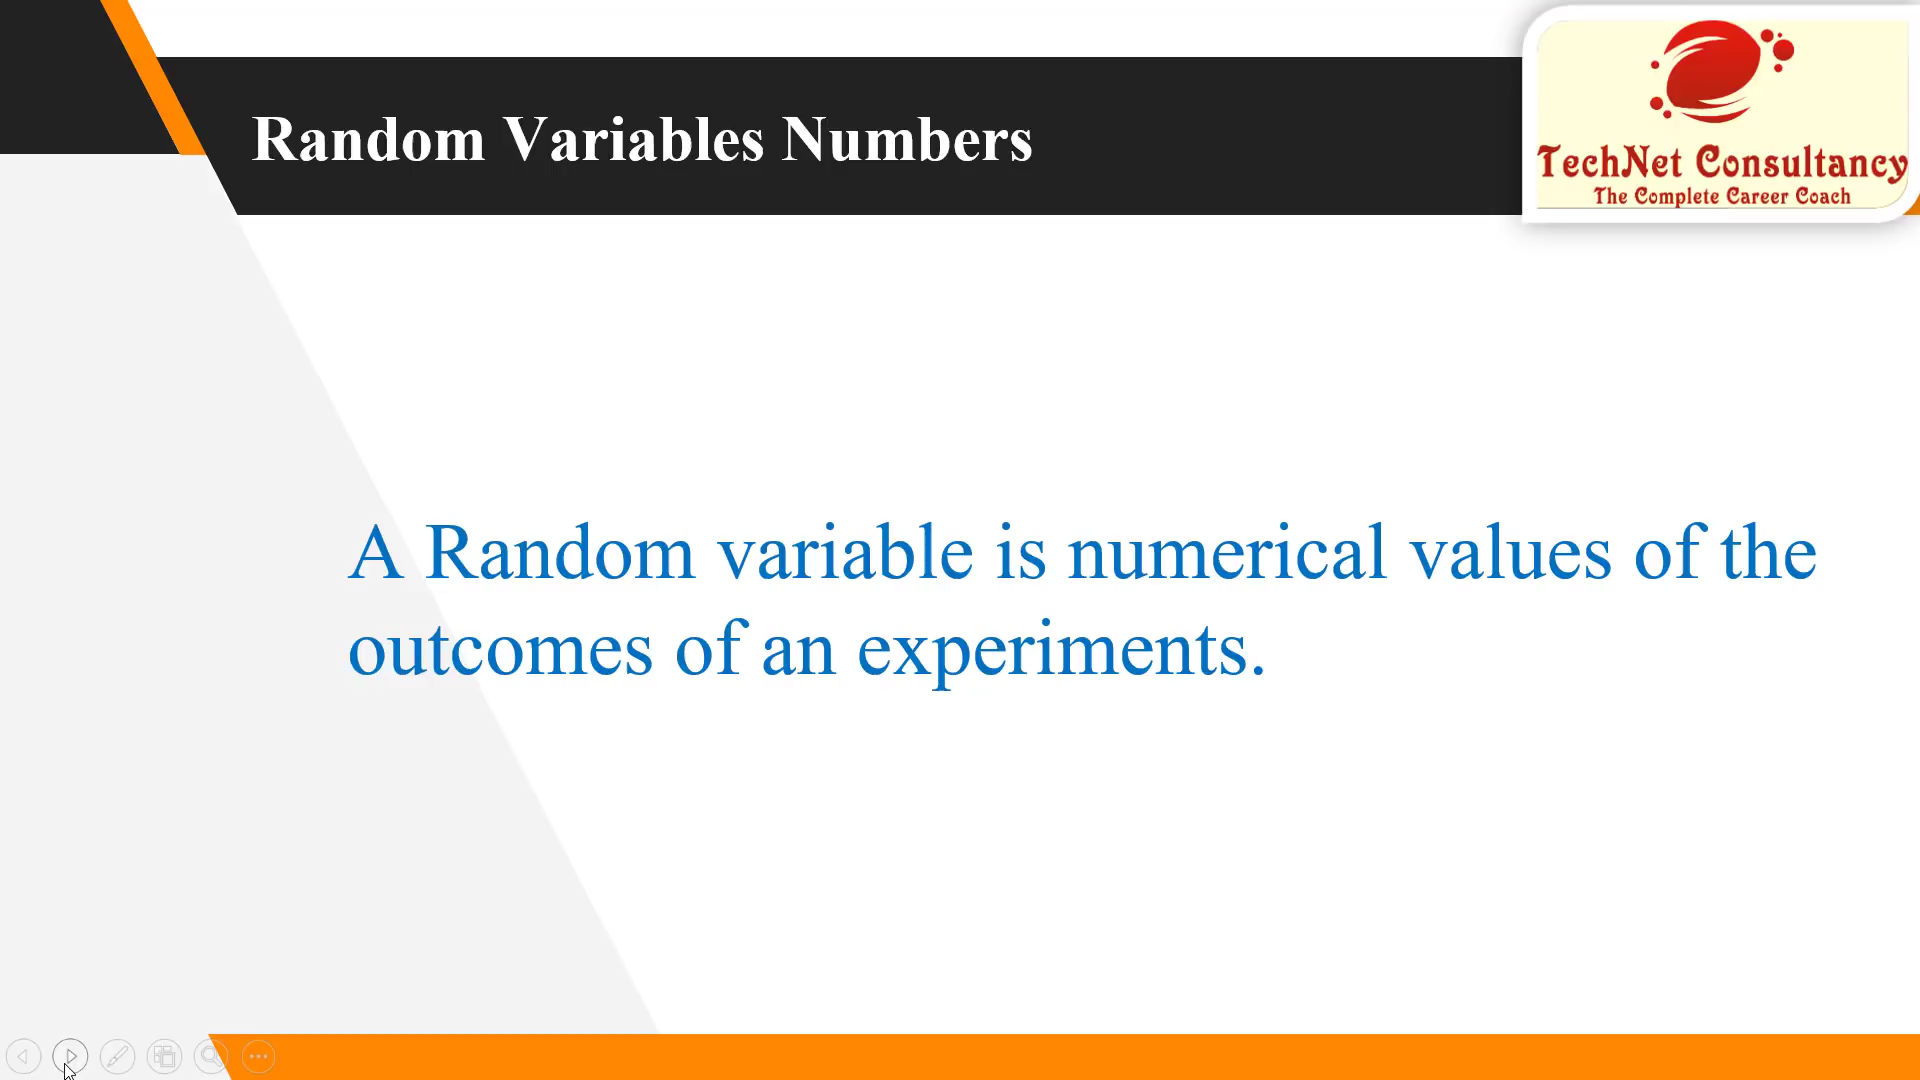 Random Variables Numbers
TechNet Consultancy
The Complete Career Coach
A Random variable is numerical values of the
outcomes of an experiments.